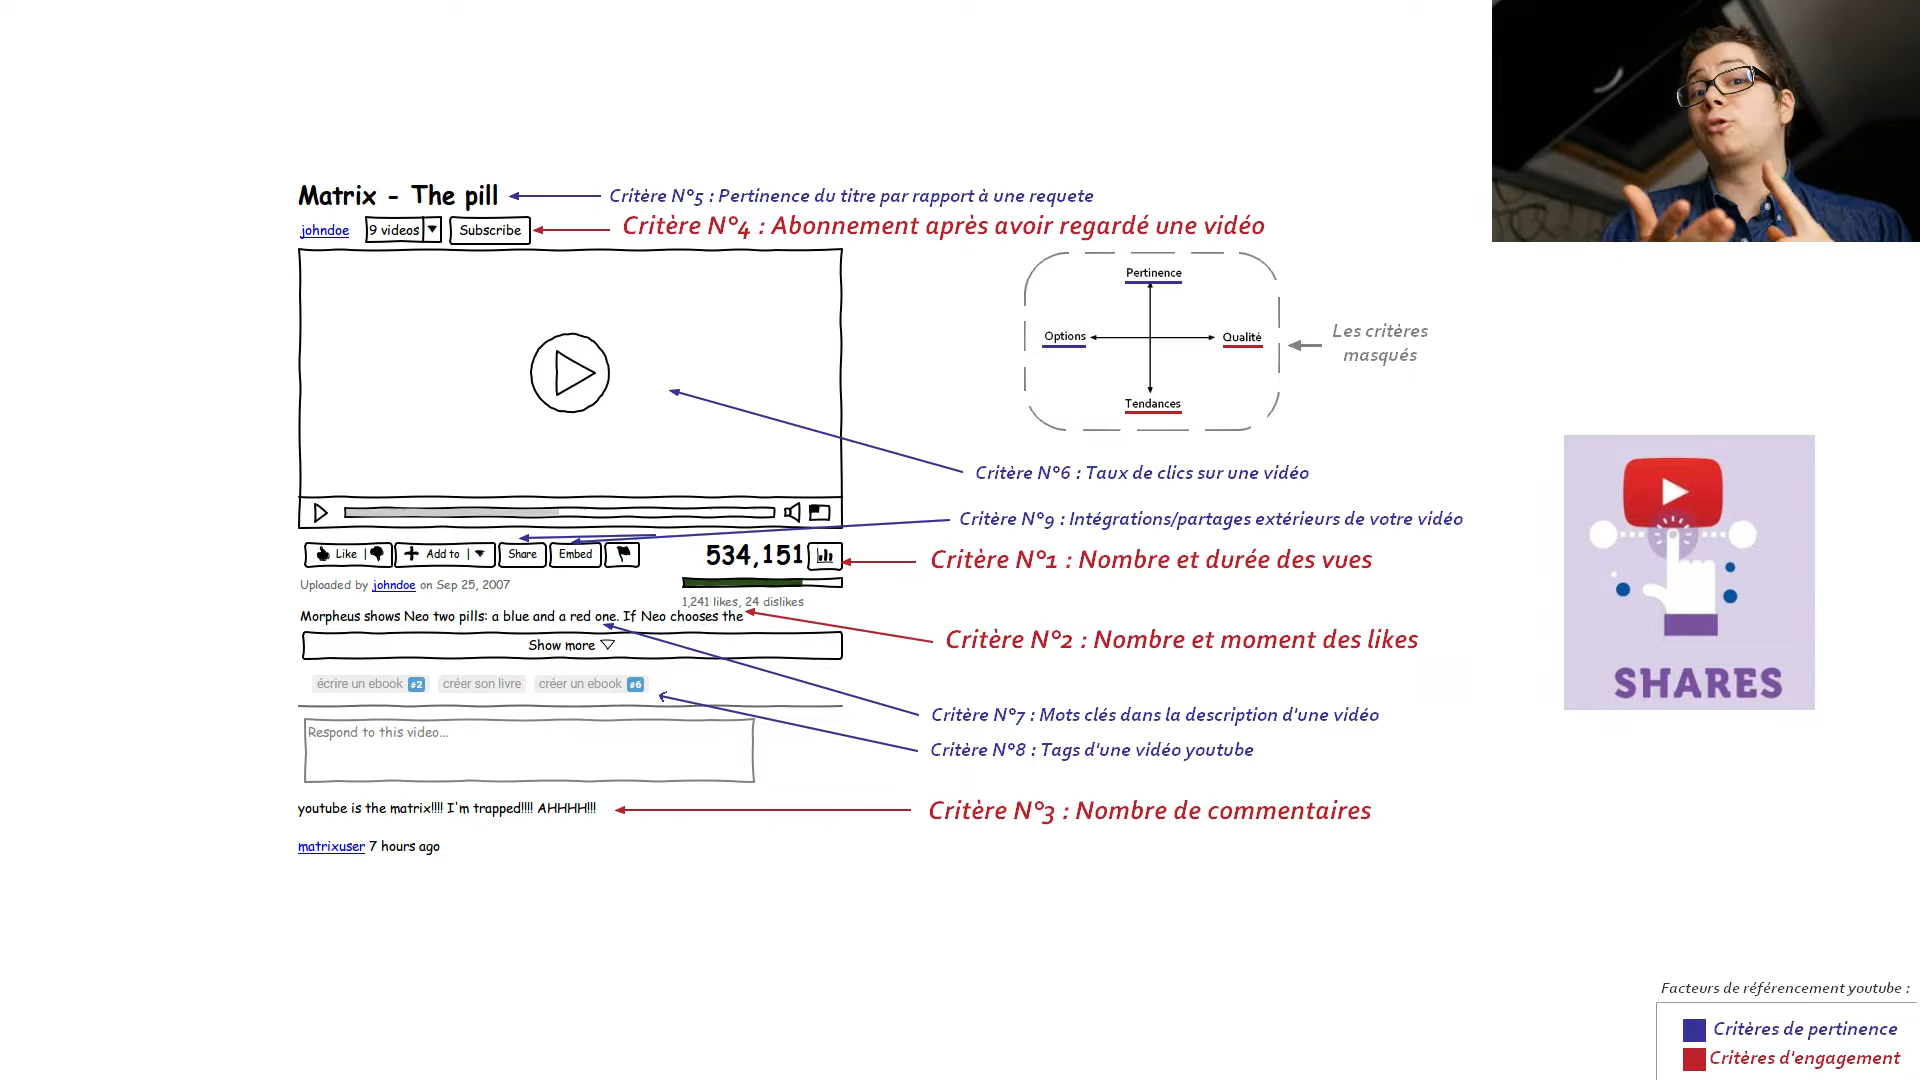 Matrix - The pill
Critère N°5 : Pertinence du titre par rapport à une requete
johndoe
9 videos
Subscribe
Critère N°4 : Abonnement après avoir regardé une vidéo
Pertinence
Options
Qualité
Tendances
Les critères
masqués
Critère N°6 : Taux de clics sur une vidéo
Critère N°9 : Intégrations/partages extérieurs de votre vidéo
Like
Add to
Share
Embed
534,151
Critère N°1 : Nombre et durée des vues
Uploaded by johndoe on Sep 25, 2007
1,241 likes, 24 dislikes
Morpheus shows Neo two pills: a blue and a red one. If Neo chooses the
Critère N°2 : Nombre et moment des likes
Show more
écrire un ebook #2
créer son livre
créer un ebook #6
Critère N°7 : Mots clés dans la description d'une vidéo
Respond to this video...
Critère N°8 : Tags d'une vidéo youtube
youtube is the matrix!!!! I'm trapped!!!! AHHHH!!!
Critère N°3 : Nombre de commentaires
matrixuser 7 hours ago
SHARES
Facteurs de référencement youtube :
Critères de pertinence
Critères d'engagement